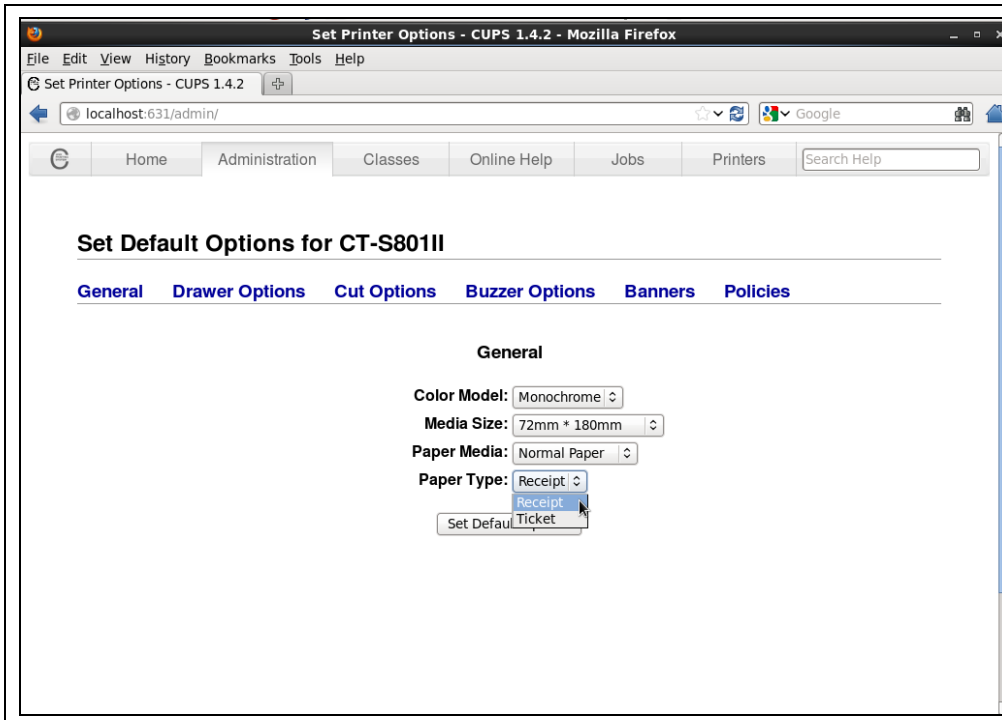 Set Printer Options - CUPS 1.4.2 - Mozilla Firefox
File Edit View History Bookmarks Tools Help
Set Printer Options - CUPS 1.4.2
localhost:631/admin/ Google
Home Administration Classes Online Help Jobs Printers Search Help
Set Default Options for CT-S801II
General Drawer Options Cut Options Buzzer Options Banners Policies
General
Color Model: Monochrome
Media Size: 72mm * 180mm
Paper Media: Normal Paper
Paper Type: Receipt
Receipt
Ticket
Set Defaul